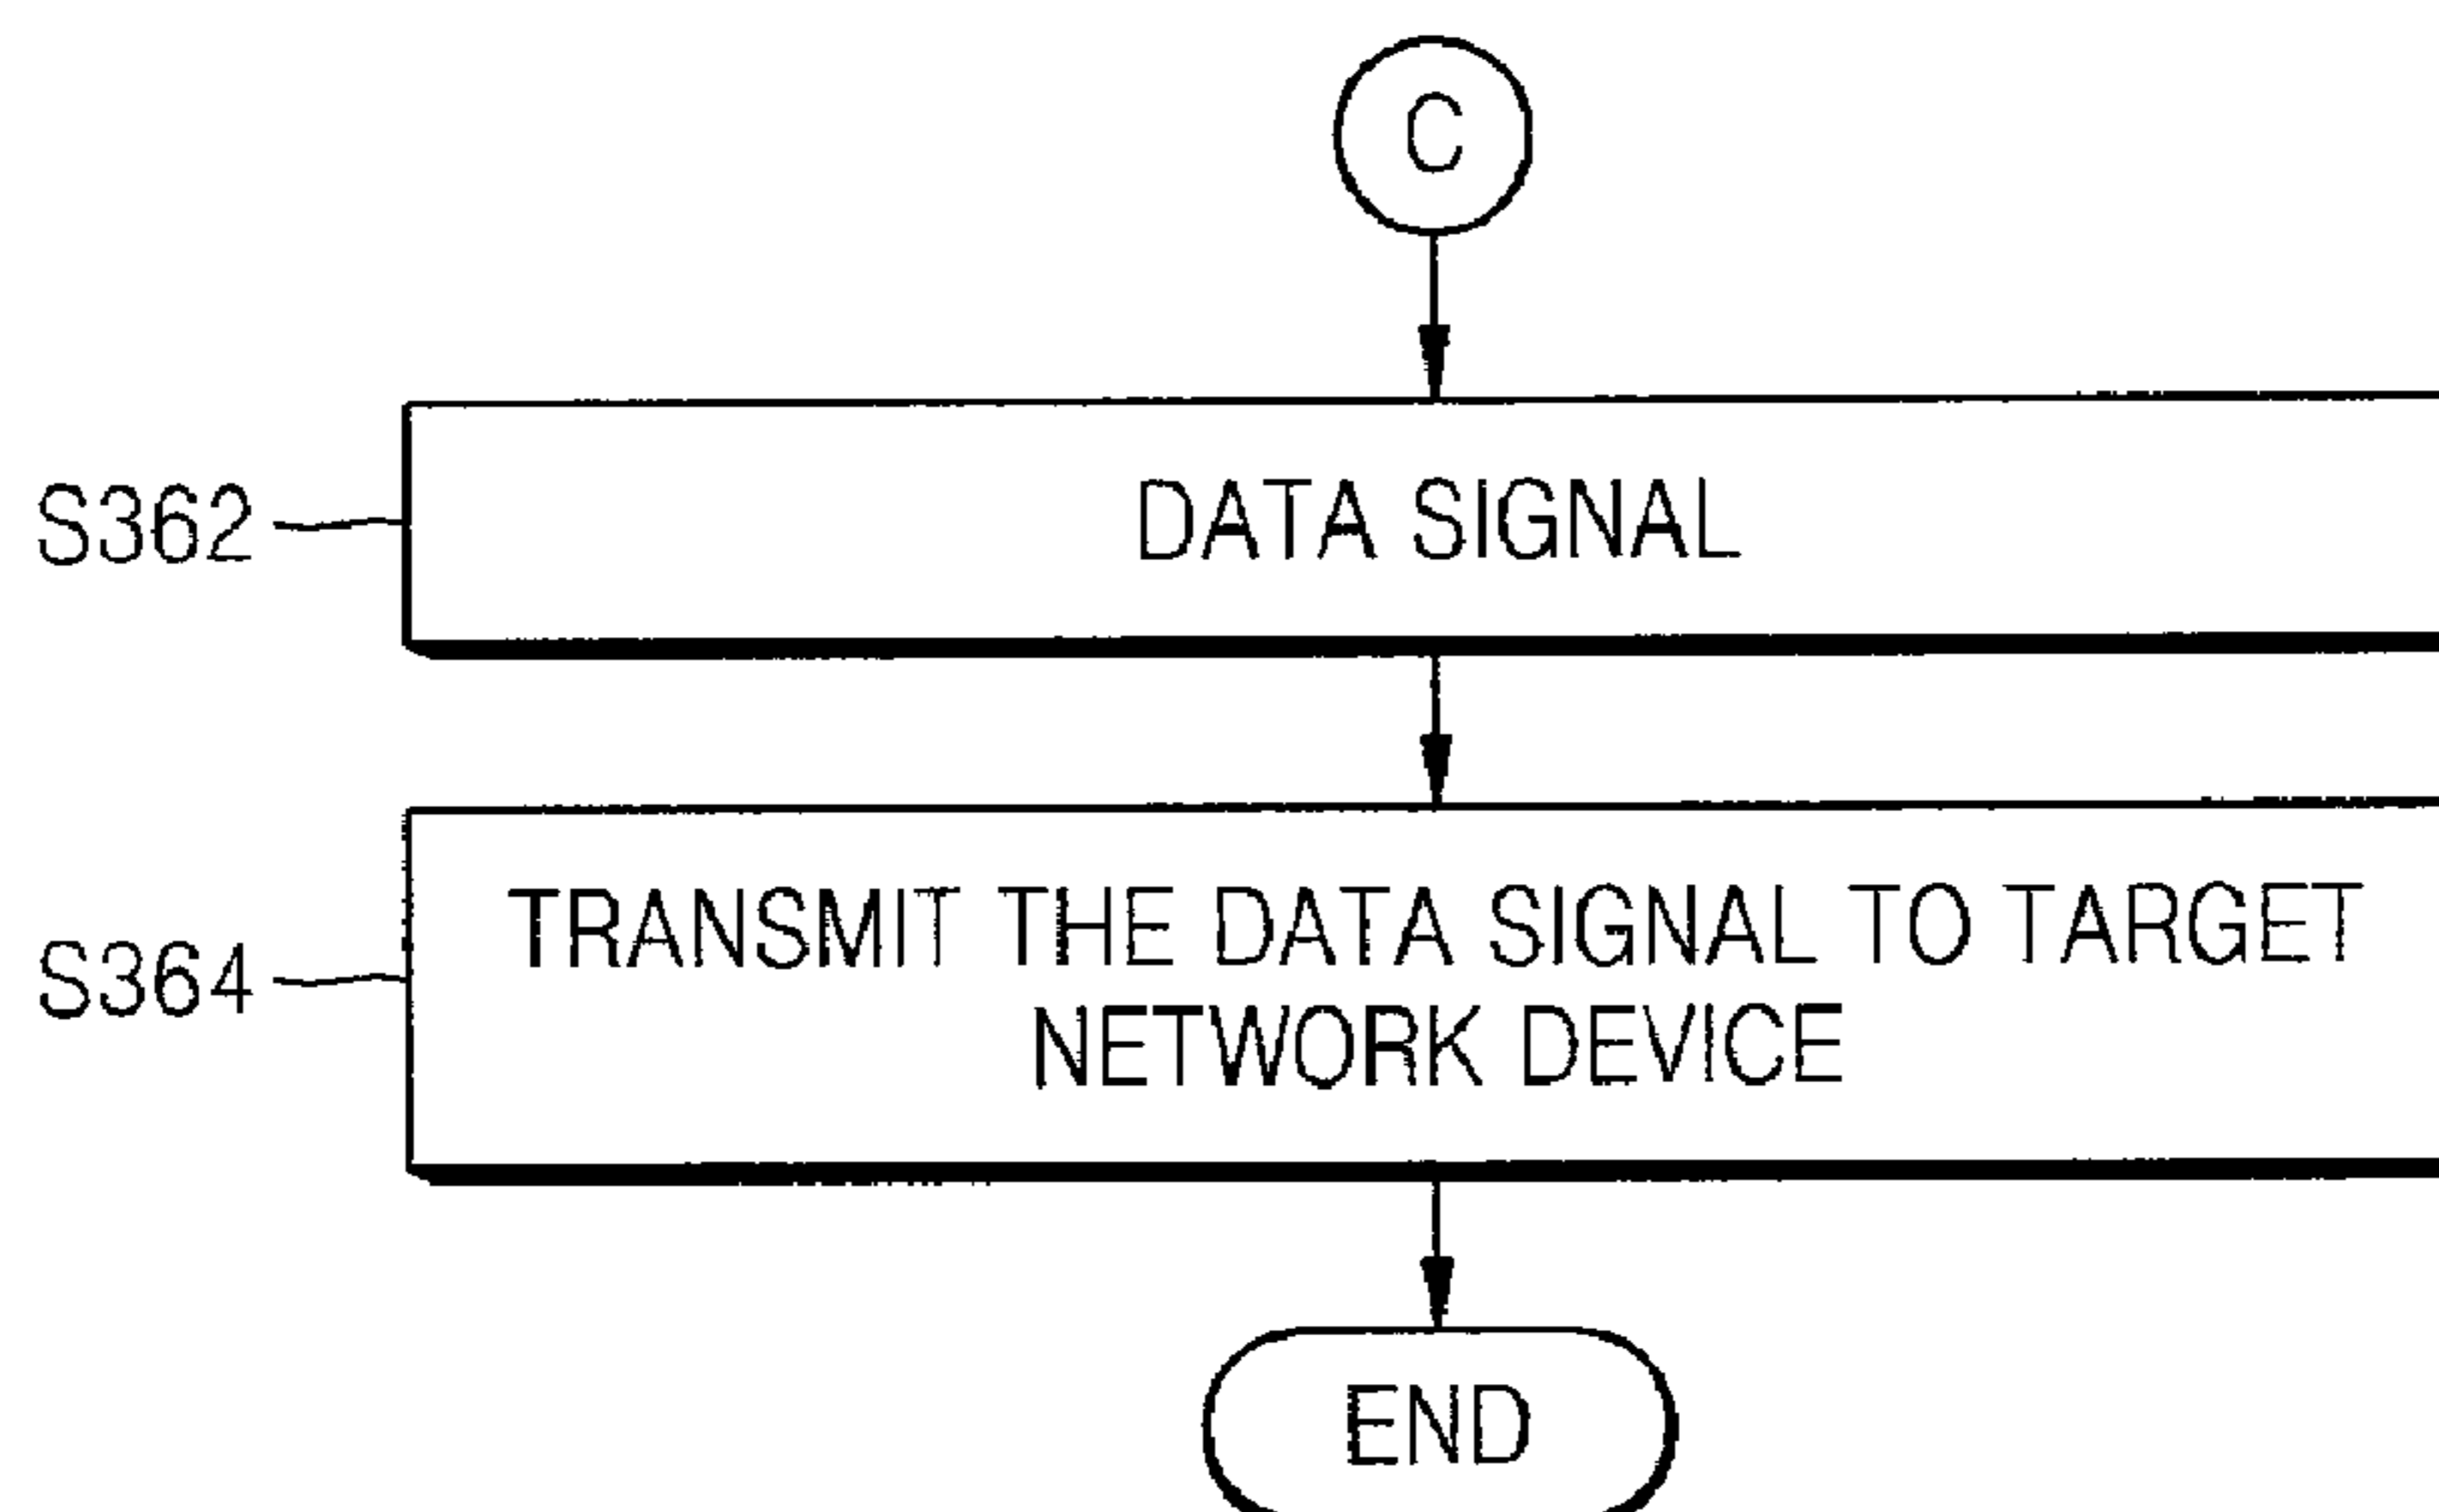 C
S362
DATA SIGNAL
S364
TRANSMIT THE DATA SIGNAL TO TARGET
NETWORK DEVICE
END